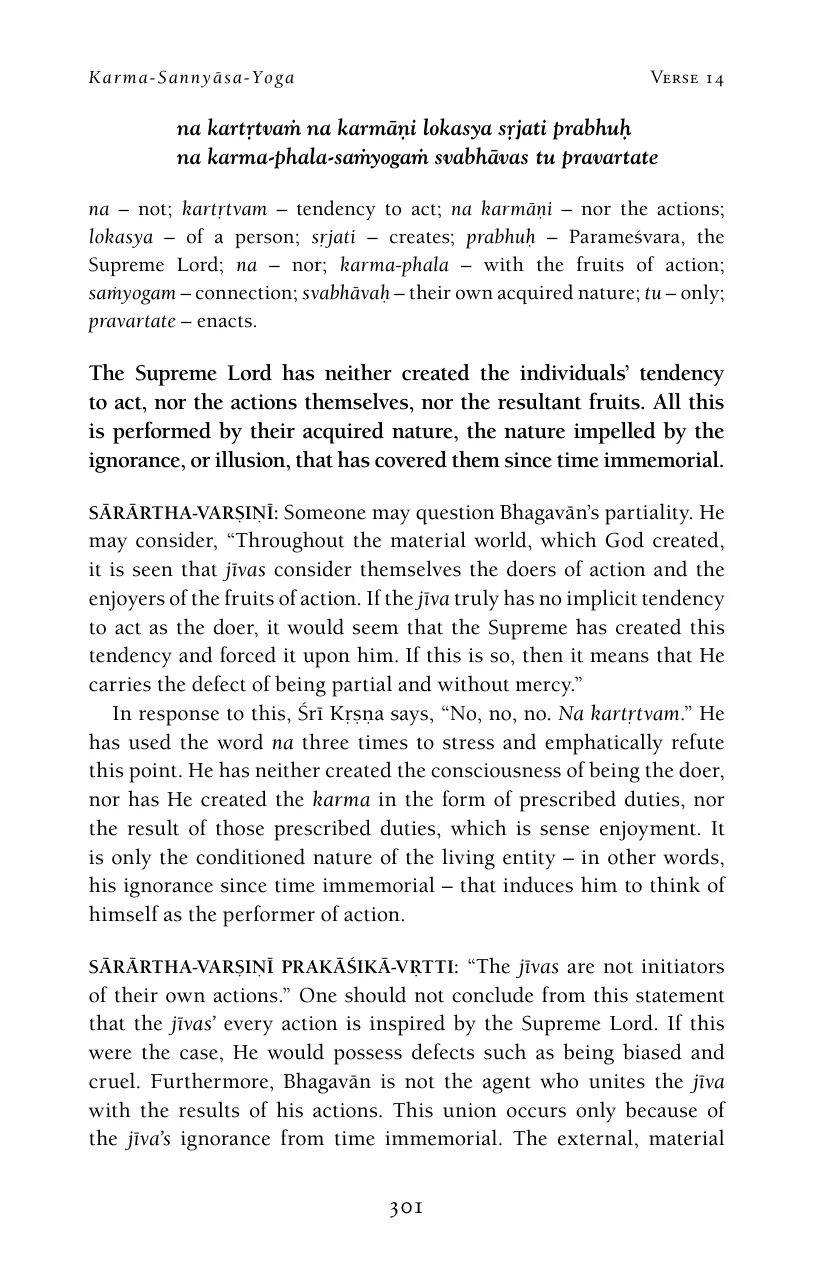 Karma-Sannyāsa-Yoga Verse 14
na kartṛtvaṁ na karmāṇi lokasya sṛjati prabhuḥ
na karma-phala-saṁyogaṁ svabhāvas tu pravartate
na – not; kartṛtvam – tendency to act; na karmāṇi – nor the actions;
lokasya – of a person; sṛjati – creates; prabhuḥ – Parameśvara, the
Supreme Lord; na – nor; karma-phala – with the fruits of action;
saṁyogam – connection; svabhāvaḥ – their own acquired nature; tu – only;
pravartate – enacts.
The Supreme Lord has neither created the individuals’ tendency
to act, nor the actions themselves, nor the resultant fruits. All this
is performed by their acquired nature, the nature impelled by the
ignorance, or illusion, that has covered them since time immemorial.
SĀRĀRTHA-VARṢIṆĪ: Someone may question Bhagavān’s partiality. He
may consider, “Throughout the material world, which God created,
it is seen that jīvas consider themselves the doers of action and the
enjoyers of the fruits of action. If the jīva truly has no implicit tendency
to act as the doer, it would seem that the Supreme has created this
tendency and forced it upon him. If this is so, then it means that He
carries the defect of being partial and without mercy.”
In response to this, Śrī Kṛṣṇa says, “No, no, no. Na kartṛtvam.” He
has used the word na three times to stress and emphatically refute
this point. He has neither created the consciousness of being the doer,
nor has He created the karma in the form of prescribed duties, nor
the result of those prescribed duties, which is sense enjoyment. It
is only the conditioned nature of the living entity – in other words,
his ignorance since time immemorial – that induces him to think of
himself as the performer of action.
SĀRĀRTHA-VARṢIṆĪ PRAKĀŚIKĀ-VṚTTI: “The jīvas are not initiators
of their own actions.” One should not conclude from this statement
that the jīvas’ every action is inspired by the Supreme Lord. If this
were the case, He would possess defects such as being biased and
cruel. Furthermore, Bhagavān is not the agent who unites the jīva
with the results of his actions. This union occurs only because of
the jīva’s ignorance from time immemorial. The external, material
301